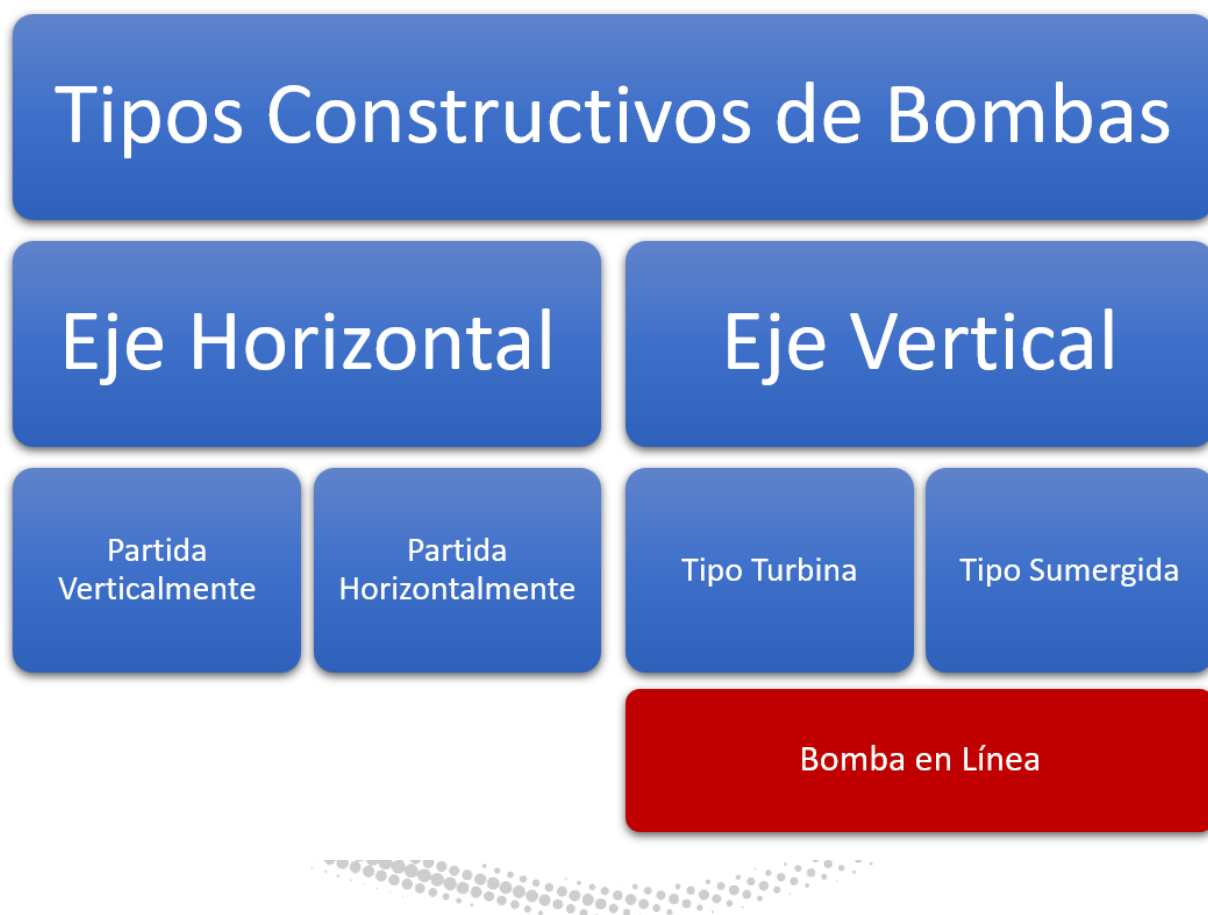 Tipos Constructivos de Bombas
Eje Horizontal
Eje Vertical
Partida
Verticalmente
Partida
Horizontalmente
Tipo Turbina
Tipo Sumergida
Bomba en Línea